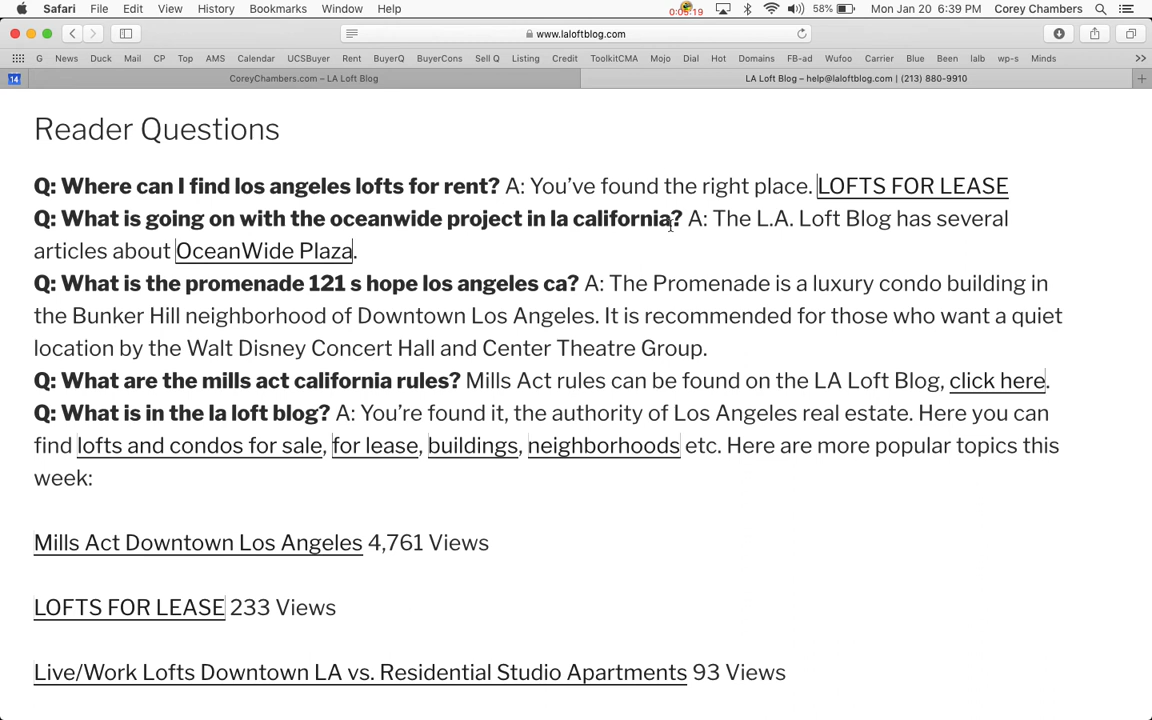 Safari File Edit View History Bookmarks Window Help 0:05:19 58% Mon Jan 20 6:39 PM Corey Chambers
www.laloftblog.com
G News Duck Mail CP Top AMS Calendar UCSBuyer Rent BuyerQ BuyerCons Sell Q Listing Credit ToolkitCMA Mojo Dial Hot Domains FB-ad Wufoo Carrier Blue Been lalb wp-s Minds >>
14 CoreyChambers.com – LA Loft Blog LA Loft Blog – help@laloftblog.com | (213) 880-9910 +
Reader Questions
Q: Where can I find los angeles lofts for rent? A: You’ve found the right place. LOFTS FOR LEASE
Q: What is going on with the oceanwide project in la california? A: The L.A. Loft Blog has several
articles about OceanWide Plaza.
Q: What is the promenade 121 s hope los angeles ca? A: The Promenade is a luxury condo building in
the Bunker Hill neighborhood of Downtown Los Angeles. It is recommended for those who want a quiet
location by the Walt Disney Concert Hall and Center Theatre Group.
Q: What are the mills act california rules? Mills Act rules can be found on the LA Loft Blog, click here.
Q: What is in the la loft blog? A: You’re found it, the authority of Los Angeles real estate. Here you can
find lofts and condos for sale, for lease, buildings, neighborhoods etc. Here are more popular topics this
week:
Mills Act Downtown Los Angeles 4,761 Views
LOFTS FOR LEASE 233 Views
Live/Work Lofts Downtown LA vs. Residential Studio Apartments 93 Views